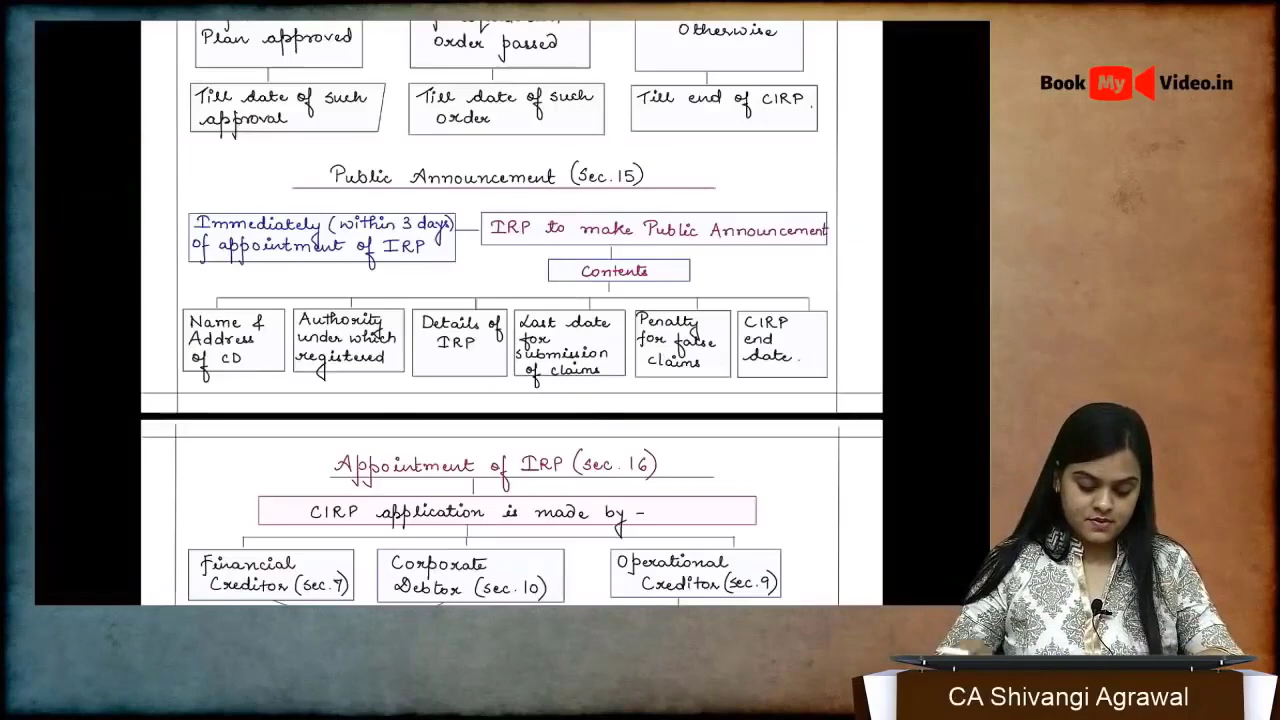 Plan approved
order passed
Otherwise
Till date of such
approval
Till date of such
order
Till end of CIRP.
Public Announcement (Sec.15)
Immediately (within 3 days)
of appointment of IRP
IRP to make Public Announcement
Contents
Name &
Address
of CD
Authority
under which
registered
Details of
IRP
Last date
for
submission
of claims
Penalty
for false
claims
CIRP
end
date.
Appointment of IRP (sec. 16)
CIRP application is made by -
Financial
Creditor (sec.7)
Corporate
Debtor (sec. 10)
Operational
Creditor (sec.9)
Book My Video.in
CA Shivangi Agrawal